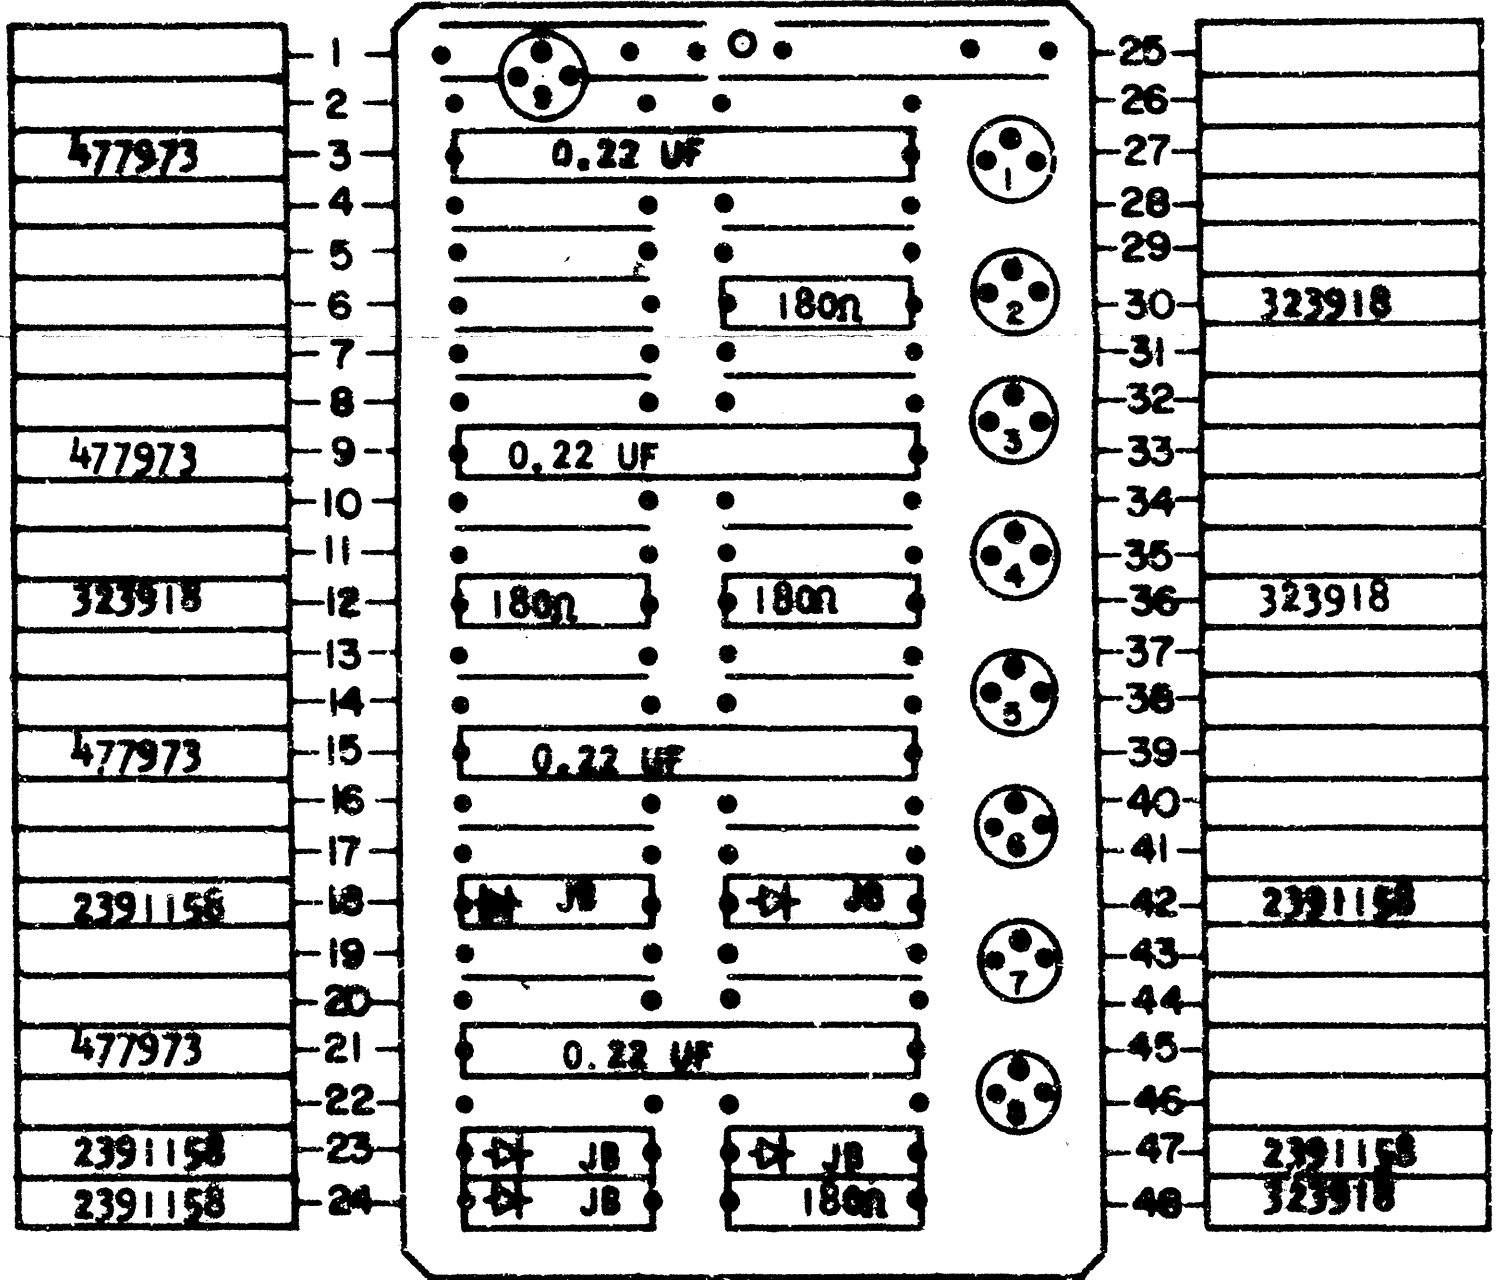 1 25
2 9 26
477973 3 0.22 UF 1 27
4 28
5 29
6 180Ω 2 30 323918
7 31
8 32
477973 9 0.22 UF 3 33
10 34
11 4 35
323918 12 180Ω 180Ω 36 323918
13 37
14 5 38
477973 15 0.22 UF 39
16 6 40
17 41
2391158 18 JB JB 42 2391158
19 7 43
20 44
477973 21 0.22 UF 45
22 8 46
2391158 23 JB JB 47 2391158
2391158 24 JB 180Ω 48 323918